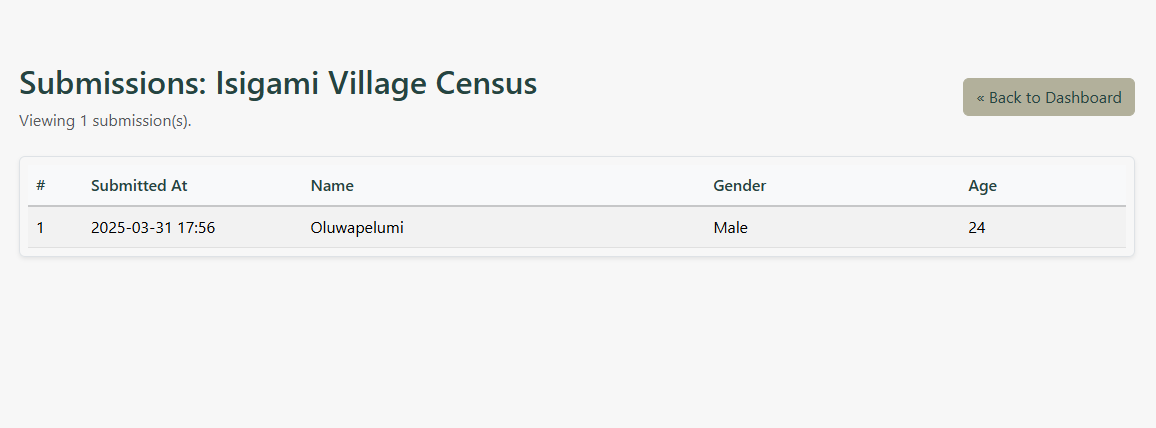 Submissions: Isigami Village Census
« Back to Dashboard
Viewing 1 submission(s).
# Submitted At Name Gender Age
1 2025-03-31 17:56 Oluwapelumi Male 24